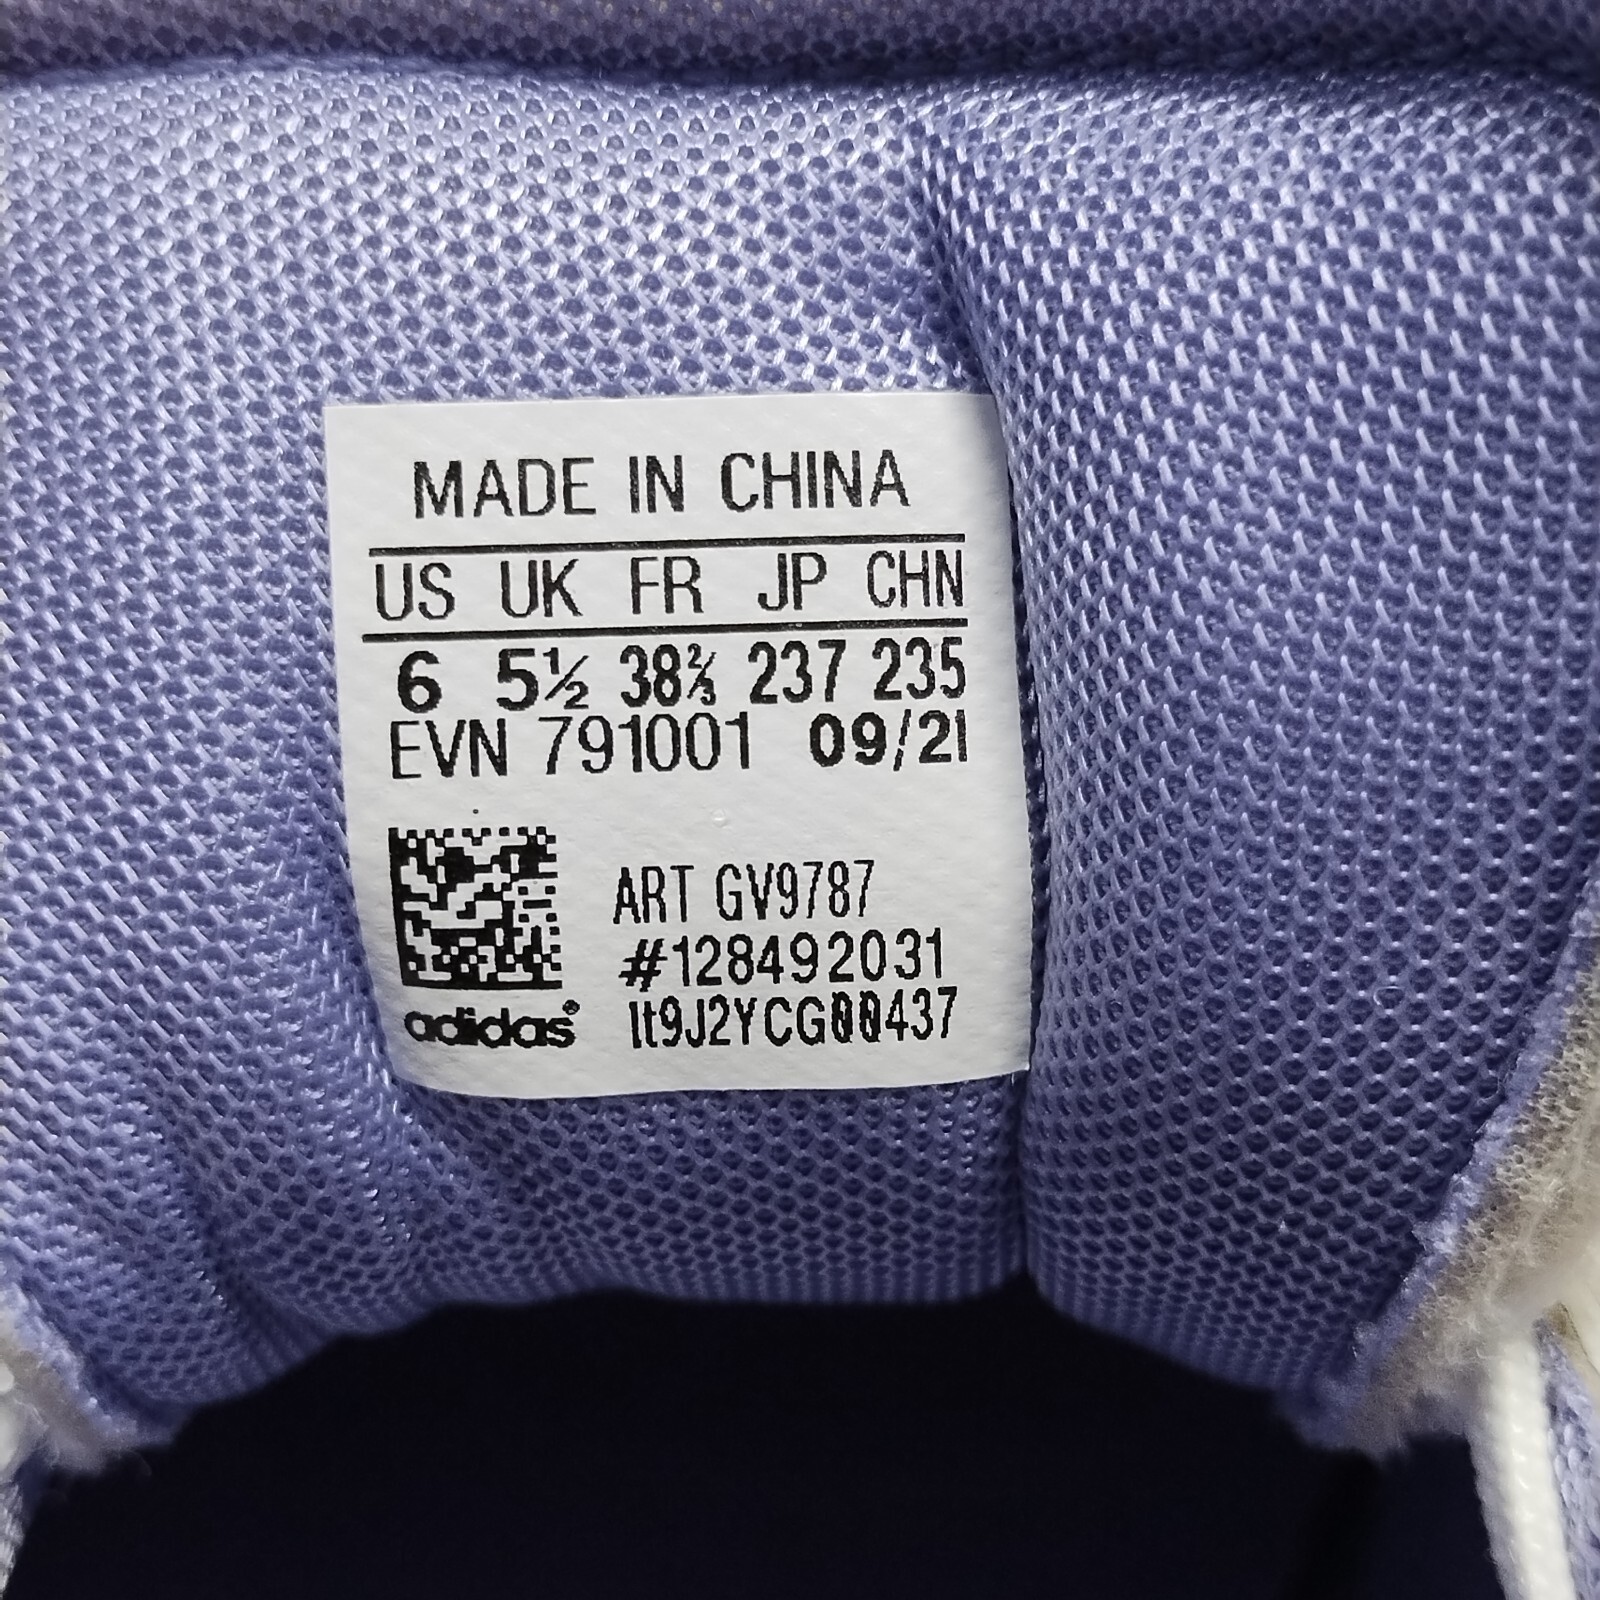 MADE IN CHINA
US UK FR JP CHN
6 5½ 38⅔ 237 235
EVN 791001 09/21
ART GV9787
#128492031
lt9J2YCG00437
adidas®